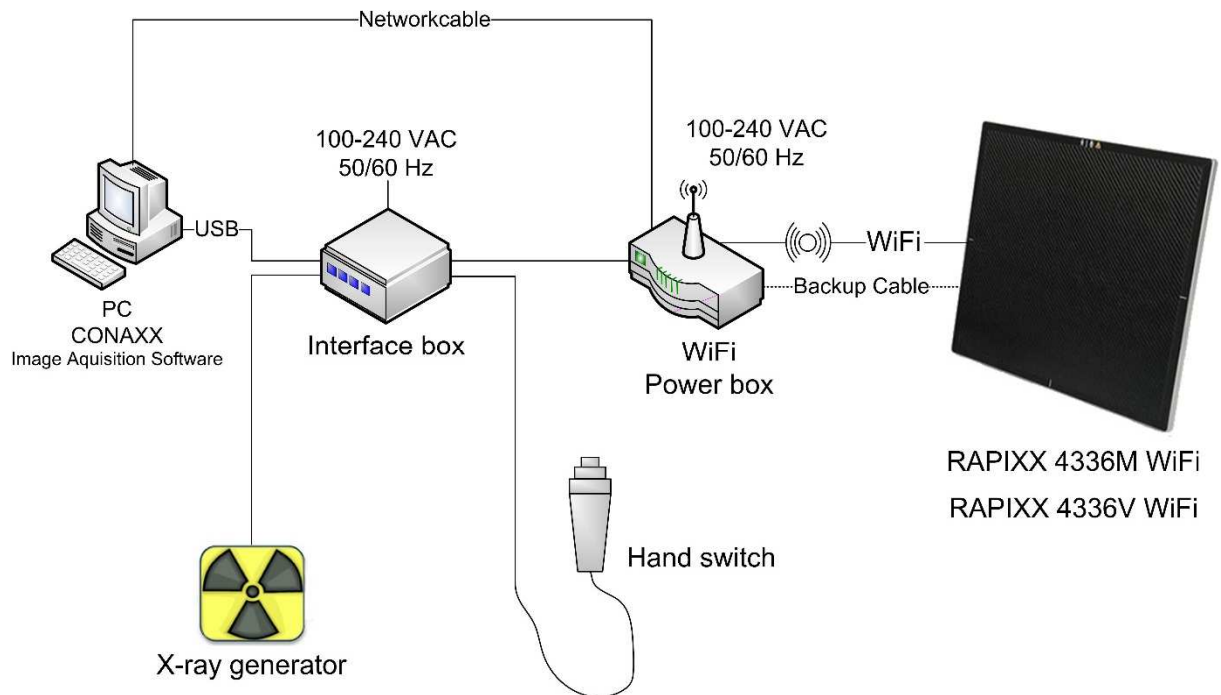 Networkcable
100-240 VAC
50/60 Hz
100-240 VAC
50/60 Hz
USB
WiFi
Backup Cable
PC
CONAXX
Image Aquisition Software
Interface box
WiFi
Power box
RAPIXX 4336M WiFi
RAPIXX 4336V WiFi
Hand switch
X-ray generator